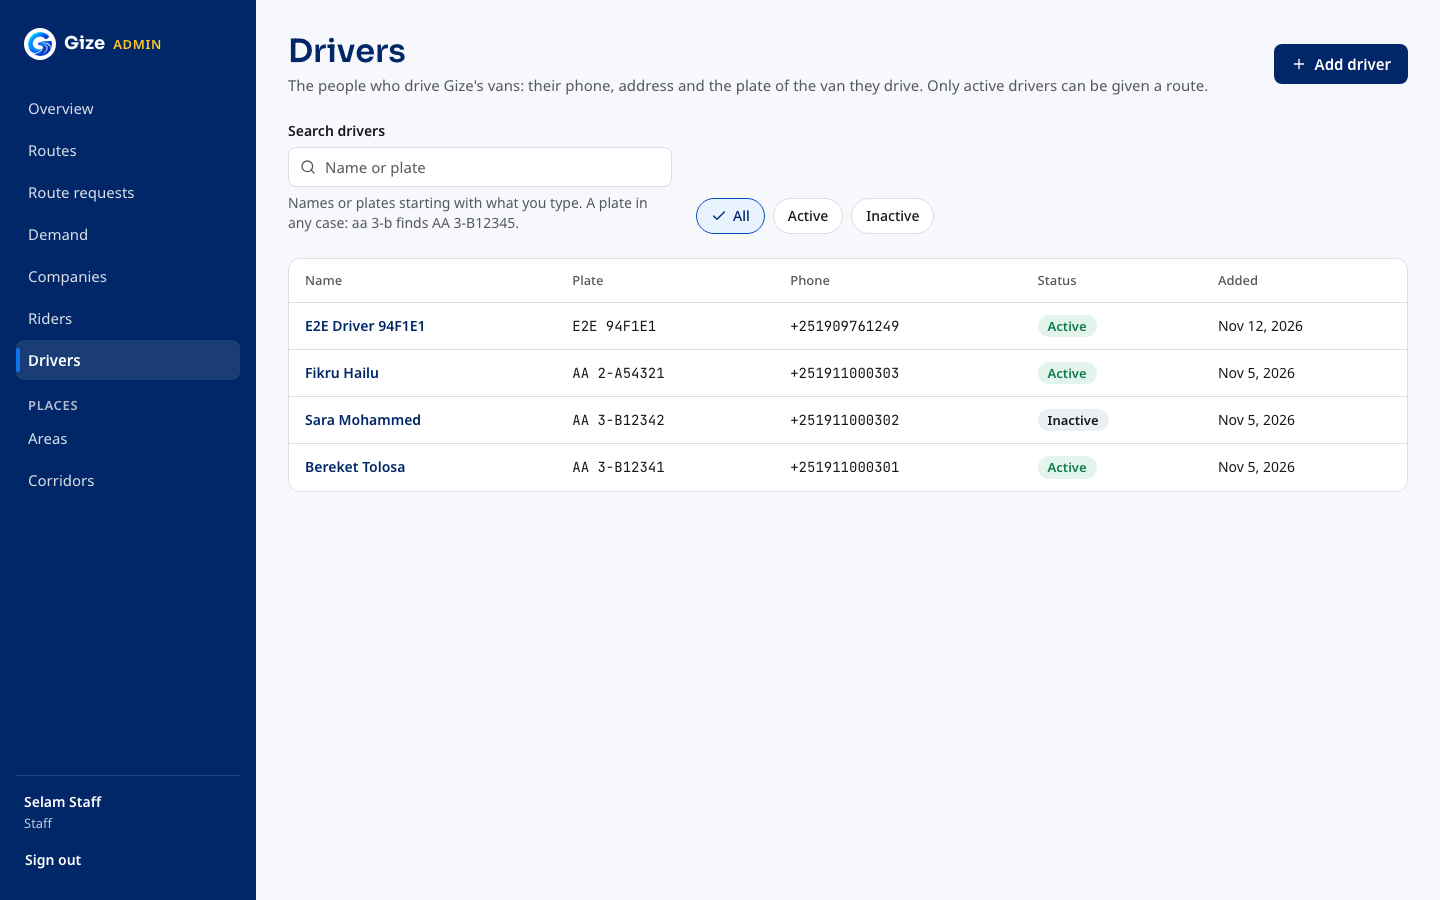 Gize ADMIN
Overview
Routes
Route requests
Demand
Companies
Riders
Drivers
PLACES
Areas
Corridors
Selam Staff
Staff
Sign out
Drivers
The people who drive Gize's vans: their phone, address and the plate of the van they drive. Only active drivers can be given a route.
Add driver
Search drivers
Name or plate
Names or plates starting with what you type. A plate in
any case: aa 3-b finds AA 3-B12345.
All Active Inactive
Name Plate Phone Status Added
E2E Driver 94F1E1 E2E 94F1E1 +251909761249 Active Nov 12, 2026
Fikru Hailu AA 2-A54321 +251911000303 Active Nov 5, 2026
Sara Mohammed AA 3-B12342 +251911000302 Inactive Nov 5, 2026
Bereket Tolosa AA 3-B12341 +251911000301 Active Nov 5, 2026